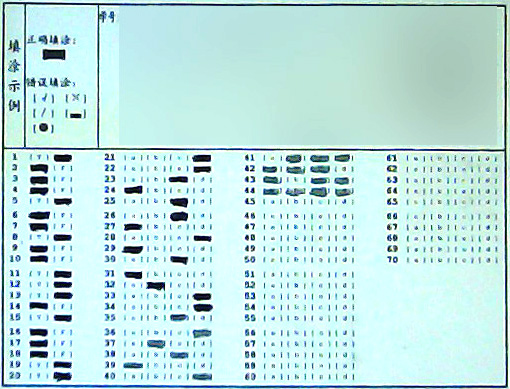 学号
填涂示例
正确填涂:
错误填涂:
1 [T] 21 [a] [b] [c] 41 [a] 61 [a] [b] [c] [d]
2 [F] 22 [a] [b] [c] 42 [b] 62 [a] [b] [c] [d]
3 [F] 23 [a] [b] [d] 43 [b] 63 [a] [b] [c] [d]
4 [F] 24 [b] [c] [d] 44 [b] 64 [a] [b] [c] [d]
5 [T] 25 [a] [b] [d] 45 [a] [b] [c] [d] 65 [a] [b] [c] [d]
6 [F] 26 [a] [b] [d] 46 [a] [b] [c] [d] 66 [a] [b] [c] [d]
7 [F] 27 [b] [c] [d] 47 [a] [b] [c] [d] 67 [a] [b] [c] [d]
8 [T] 28 [a] [b] [c] 48 [a] [b] [c] [d] 68 [a] [b] [c] [d]
9 [F] 29 [b] [c] [d] 49 [a] [b] [c] [d] 69 [a] [b] [c] [d]
10 [F] 30 [a] [b] [d] 50 [a] [b] [c] [d] 70 [a] [b] [c] [d]
11 [T] 31 [b] [c] [d] 51 [a] [b] [c] [d]
12 [T] 32 [a] [c] [d] 52 [a] [b] [c] [d]
13 [T] 33 [a] [b] [c] 53 [a] [b] [c] [d]
14 [F] 34 [a] [b] [c] 54 [a] [b] [c] [d]
15 [T] 35 [a] [b] [d] 55 [a] [b] [c] [d]
16 [F] 36 [a] [b] [c] 56 [a] [b] [c] [d]
17 [F] 37 [a] [c] [d] 57 [a] [b] [c] [d]
18 [F] 38 [a] [b] [d] 58 [a] [b] [c] [d]
19 [T] 39 [b] [c] [d] 59 [a] [b] [c] [d]
20 [T] 40 [a] [b] [c] 60 [a] [b] [c] [d]